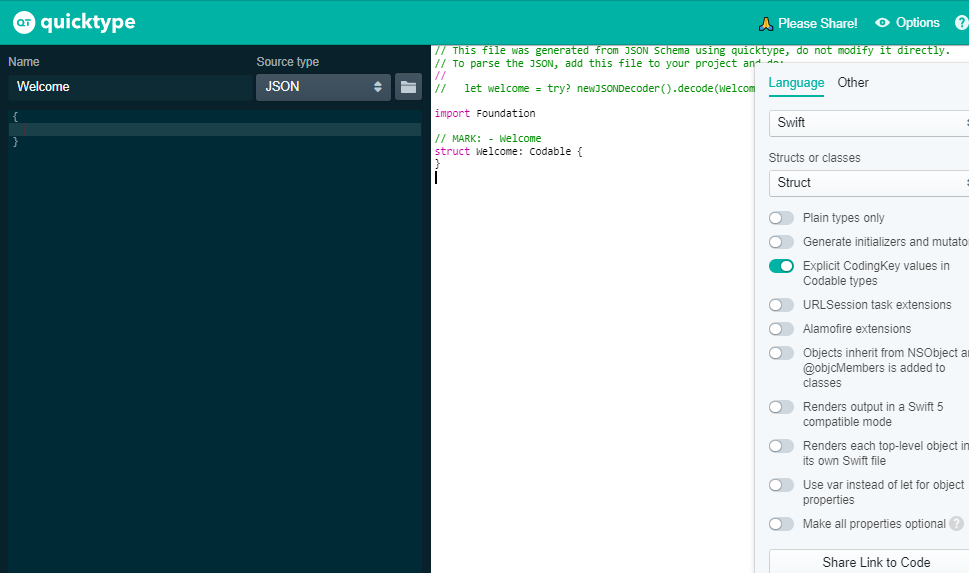 QT quicktype
Please Share!
Options
?
Name
Source type
Welcome
JSON
{
}
// This file was generated from JSON Schema using quicktype, do not modify it directly.
// To parse the JSON, add this file to your project and do:
//
//   let welcome = try? newJSONDecoder().decode(Welcom
import Foundation
// MARK: - Welcome
struct Welcome: Codable {
}
Language
Other
Swift
Structs or classes
Struct
Plain types only
Generate initializers and mutato
Explicit CodingKey values in
Codable types
URLSession task extensions
Alamofire extensions
Objects inherit from NSObject a
@objcMembers is added to
classes
Renders output in a Swift 5
compatible mode
Renders each top-level object in
its own Swift file
Use var instead of let for object
properties
Make all properties optional ?
Share Link to Code